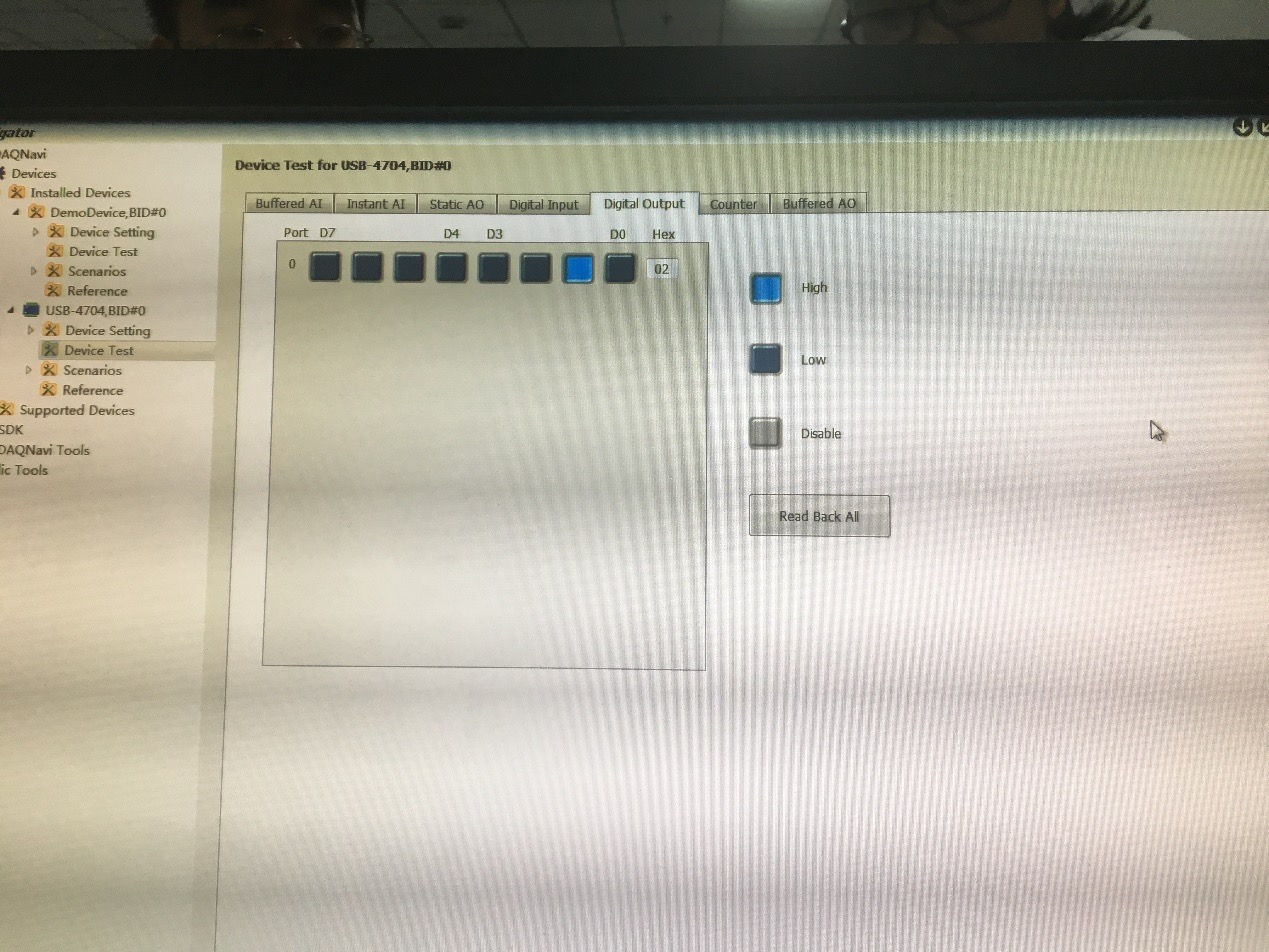 gator
AQNavi
Devices
Installed Devices
DemoDevice,BID#0
Device Setting
Device Test
Scenarios
Reference
USB-4704,BID#0
Device Setting
Device Test
Scenarios
Reference
Supported Devices
SDK
DAQNavi Tools
ic Tools
Device Test for USB-4704,BID#0
Buffered AI Instant AI Static AO Digital Input Digital Output Counter Buffered AO
Port D7 D4 D3 D0 Hex
0 02
High
Low
Disable
Read Back All